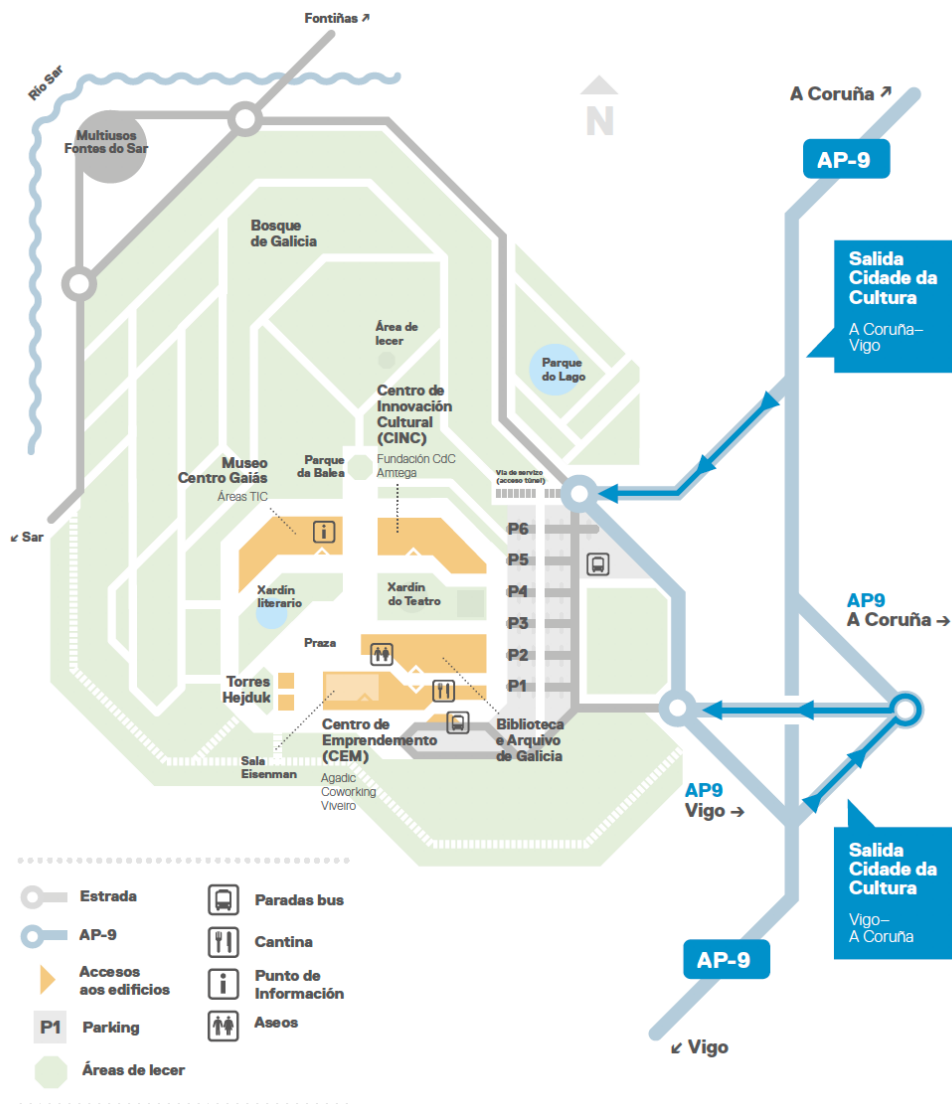 Fontiñas ↗
Río Sar
Multiusos
Fontes do Sar
N
A Coruña ↗
AP-9
Salida
Cidade da
Cultura
A Coruña–
Vigo
Bosque
de Galicia
Área de
lecer
Parque
do Lago
Centro de
Innovación
Cultural
(CINC)
Fundación CdC
Amtega
Museo
Centro Gaiás
Áreas TIC
Parque
da Balea
Vía de servizo
(acceso túnel)
↙ Sar
i
P6
P5
P4
P3
P2
P1
Xardín
literario
Xardín
do Teatro
AP9
A Coruña →
Praza
Torres
Hejduk
Centro de
Emprendemento
(CEM)
Agadic
Coworking
Viveiro
Biblioteca
e Arquivo
de Galicia
Sala
Eisenman
AP9
Vigo →
Salida
Cidade da
Cultura
Vigo–
A Coruña
AP-9
↙ Vigo
Estrada
AP-9
Accesos
aos edificios
P1 Parking
Áreas de lecer
Paradas bus
Cantina
i Punto de
Información
Aseos